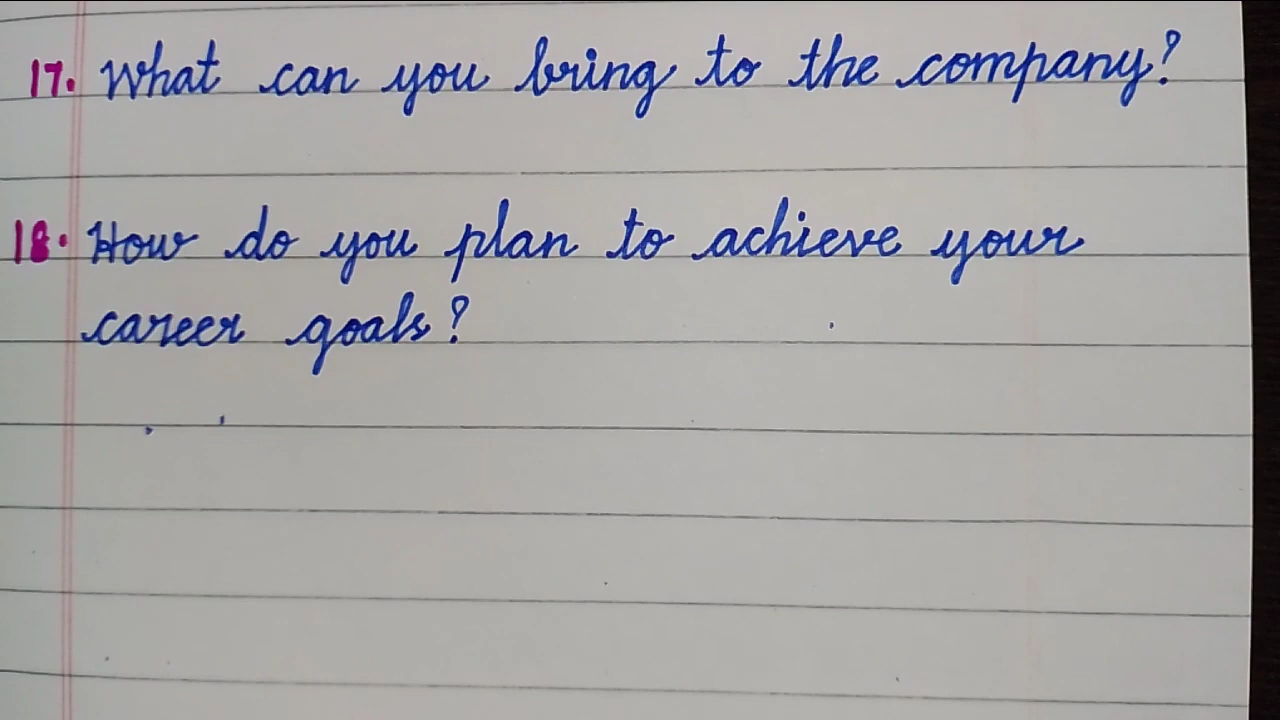 17. What can you bring to the company?
18. How do you plan to achieve your
career goals?